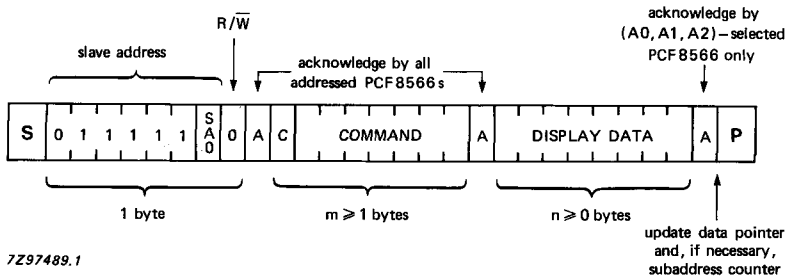 R/W̅
acknowledge by
(A0, A1, A2)–selected
PCF8566 only
slave address
acknowledge by all
addressed PCF8566s
S 0 1 1 1 1 1 SA0 0 A C COMMAND A DISPLAY DATA A P
1 byte
m ⩾ 1 bytes
n ⩾ 0 bytes
update data pointer
and, if necessary,
subaddress counter
7Z97489.1